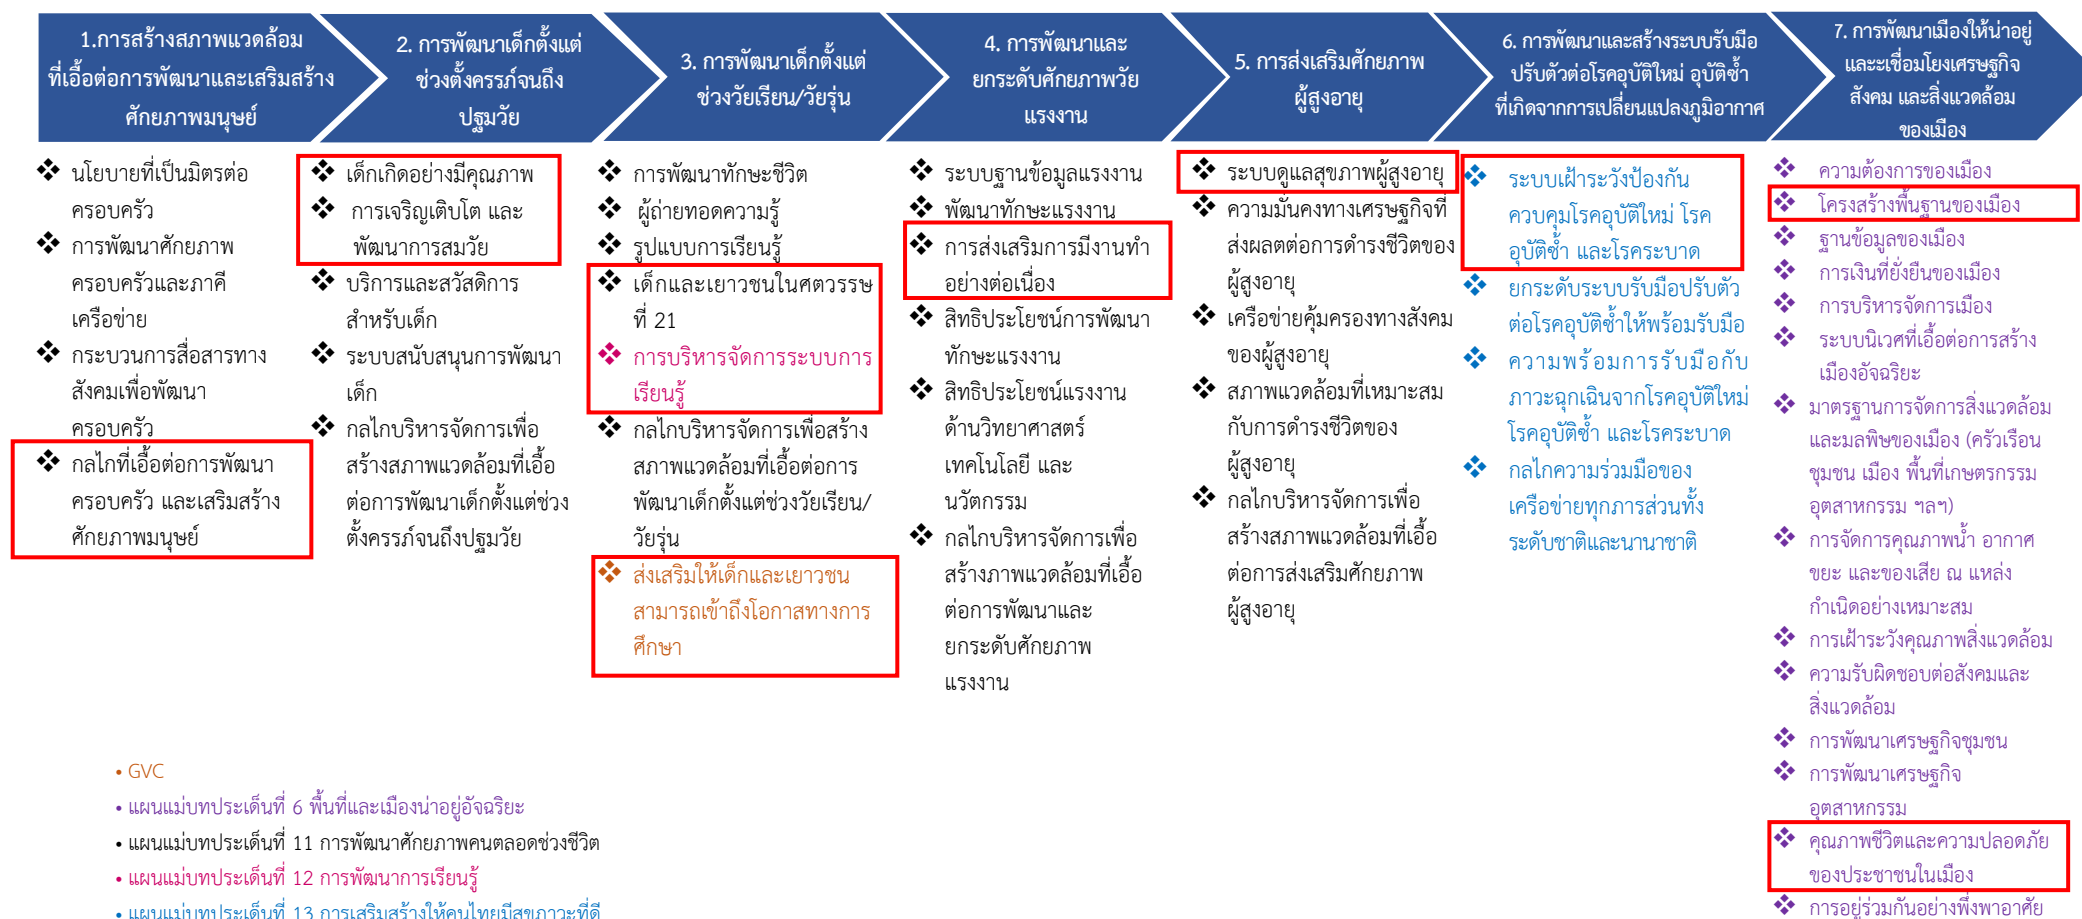 1.การสร้างสภาพแวดล้อม
ที่เอื้อต่อการพัฒนาและเสริมสร้าง
ศักยภาพมนุษย์
2. การพัฒนาเด็กตั้งแต่
ช่วงตั้งครรภ์จนถึง
ปฐมวัย
3. การพัฒนาเด็กตั้งแต่
ช่วงวัยเรียน/วัยรุ่น
4. การพัฒนาและ
ยกระดับศักยภาพวัย
แรงงาน
5. การส่งเสริมศักยภาพ
ผู้สูงอายุ
6. การพัฒนาและสร้างระบบรับมือ
ปรับตัวต่อโรคอุบัติใหม่ อุบัติซ้ำ
ที่เกิดจากการเปลี่ยนแปลงภูมิอากาศ
7. การพัฒนาเมืองให้น่าอยู่
และะเชื่อมโยงเศรษฐกิจ
สังคม และสิ่งแวดล้อม
ของเมือง
❖ นโยบายที่เป็นมิตรต่อ
ครอบครัว
❖ การพัฒนาศักยภาพ
ครอบครัวและภาคี
เครือข่าย
❖ กระบวนการสื่อสารทาง
สังคมเพื่อพัฒนา
ครอบครัว
❖ กลไกที่เอื้อต่อการพัฒนา
ครอบครัว และเสริมสร้าง
ศักยภาพมนุษย์
❖ เด็กเกิดอย่างมีคุณภาพ
❖ การเจริญเติบโต และ
พัฒนาการสมวัย
❖ บริการและสวัสดิการ
สำหรับเด็ก
❖ ระบบสนับสนุนการพัฒนา
เด็ก
❖ กลไกบริหารจัดการเพื่อ
สร้างสภาพแวดล้อมที่เอื้อ
ต่อการพัฒนาเด็กตั้งแต่ช่วง
ตั้งครรภ์จนถึงปฐมวัย
❖ การพัฒนาทักษะชีวิต
❖ ผู้ถ่ายทอดความรู้
❖ รูปแบบการเรียนรู้
❖ เด็กและเยาวชนในศตวรรษ
ที่ 21
❖ การบริหารจัดการระบบการ
เรียนรู้
❖ กลไกบริหารจัดการเพื่อสร้าง
สภาพแวดล้อมที่เอื้อต่อการ
พัฒนาเด็กตั้งแต่ช่วงวัยเรียน/
วัยรุ่น
❖ ส่งเสริมให้เด็กและเยาวชน
สามารถเข้าถึงโอกาสทางการ
ศึกษา
❖ ระบบฐานข้อมูลแรงงาน
❖ พัฒนาทักษะแรงงาน
❖ การส่งเสริมการมีงานทำ
อย่างต่อเนื่อง
❖ สิทธิประโยชน์การพัฒนา
ทักษะแรงงาน
❖ สิทธิประโยชน์แรงงาน
ด้านวิทยาศาสตร์
เทคโนโลยี และ
นวัตกรรม
❖ กลไกบริหารจัดการเพื่อ
สร้างภาพแวดล้อมที่เอื้อ
ต่อการพัฒนาและ
ยกระดับศักยภาพ
แรงงาน
❖ ระบบดูแลสุขภาพผู้สูงอายุ
❖ ความมั่นคงทางเศรษฐกิจที่
ส่งผลตต่อการดำรงชีวิตของ
ผู้สูงอายุ
❖ เครือข่ายคุ้มครองทางสังคม
ของผู้สูงอายุ
❖ สภาพแวดล้อมที่เหมาะสม
กับการดำรงชีวิตของ
ผู้สูงอายุ
❖ กลไกบริหารจัดการเพื่อ
สร้างสภาพแวดล้อมที่เอื้อ
ต่อการส่งเสริมศักยภาพ
ผู้สูงอายุ
❖ ระบบเฝ้าระวังป้องกัน
ควบคุมโรคอุบัติใหม่ โรค
อุบัติซ้ำ และโรคระบาด
❖ ยกระดับระบบรับมือปรับตัว
ต่อโรคอุบัติซ้ำให้พร้อมรับมือ
❖ ความพร้อมการรับมือกับ
ภาวะฉุกเฉินจากโรคอุบัติใหม่
โรคอุบัติซ้ำ และโรคระบาด
❖ กลไกความร่วมมือของ
เครือข่ายทุกภารส่วนทั้ง
ระดับชาติและนานาชาติ
❖ ความต้องการของเมือง
❖ โครงสร้างพื้นฐานของเมือง
❖ ฐานข้อมูลของเมือง
❖ การเงินที่ยั่งยืนของเมือง
❖ การบริหารจัดการเมือง
❖ ระบบนิเวศที่เอื้อต่อการสร้าง
เมืองอัจฉริยะ
❖ มาตรฐานการจัดการสิ่งแวดล้อม
และมลพิษของเมือง (ครัวเรือน
ชุมชน เมือง พื้นที่เกษตรกรรม
อุตสาหกรรม ฯลฯ)
❖ การจัดการคุณภาพน้ำ อากาศ
ขยะ และของเสีย ณ แหล่ง
กำเนิดอย่างเหมาะสม
❖ การเฝ้าระวังคุณภาพสิ่งแวดล้อม
❖ ความรับผิดชอบต่อสังคมและ
สิ่งแวดล้อม
❖ การพัฒนาเศรษฐกิจชุมชน
❖ การพัฒนาเศรษฐกิจ
อุตสาหกรรม
❖ คุณภาพชีวิตและความปลอดภัย
ของประชาชนในเมือง
❖ การอยู่ร่วมกันอย่างพึ่งพาอาศัย
• GVC
• แผนแม่บทประเด็นที่ 6 พื้นที่และเมืองน่าอยู่อัจฉริยะ
• แผนแม่บทประเด็นที่ 11 การพัฒนาศักยภาพคนตลอดช่วงชีวิต
• แผนแม่บทประเด็นที่ 12 การพัฒนาการเรียนรู้
• แผนแม่บทประเด็นที่ 13 การเสริมสร้างให้คนไทยมีสุขภาวะที่ดี